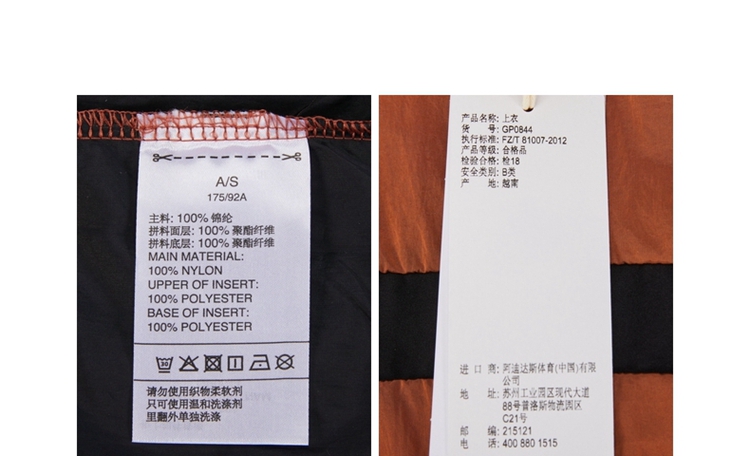 A/S
175/92A
主料: 100% 锦纶
拼料面层: 100% 聚酯纤维
拼料底层: 100% 聚酯纤维
MAIN MATERIAL:
100% NYLON
UPPER OF INSERT:
100% POLYESTER
BASE OF INSERT:
100% POLYESTER
30
请勿使用织物柔软剂
只可使用温和洗涤剂
里翻外单独洗涤
产品名称: 上衣
货 号: GP0844
执行标准: FZ/T 81007-2012
产品等级: 合格品
检验合格: 检18
安全类别: B类
产 地: 越南
进 口 商: 阿迪达斯体育(中国)有限
公司
地 址: 苏州工业园区现代大道
88号普洛斯物流园区
C21号
邮 编: 215121
电 话: 400 880 1515